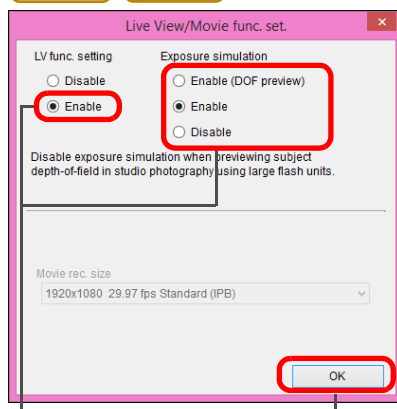 Live View/Movie func. set.
LV func. setting
Exposure simulation
Disable
Enable (DOF preview)
Enable
Enable
Disable
Disable exposure simulation when previewing subject
depth-of-field in studio photography using large flash units.
Movie rec. size
1920x1080 29.97 fps Standard (IPB)
OK